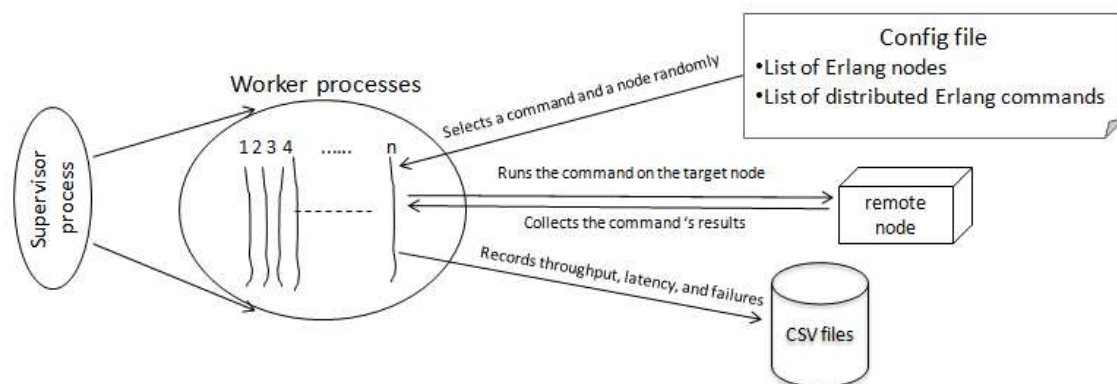 Config file
•List of Erlang nodes
•List of distributed Erlang commands
Worker processes
Selects a command and a node randomly
1 2 3 4 ...... n
Supervisor
process
Runs the command on the target node
Collects the command 's results
remote
node
Records throughput, latency, and failures
CSV files